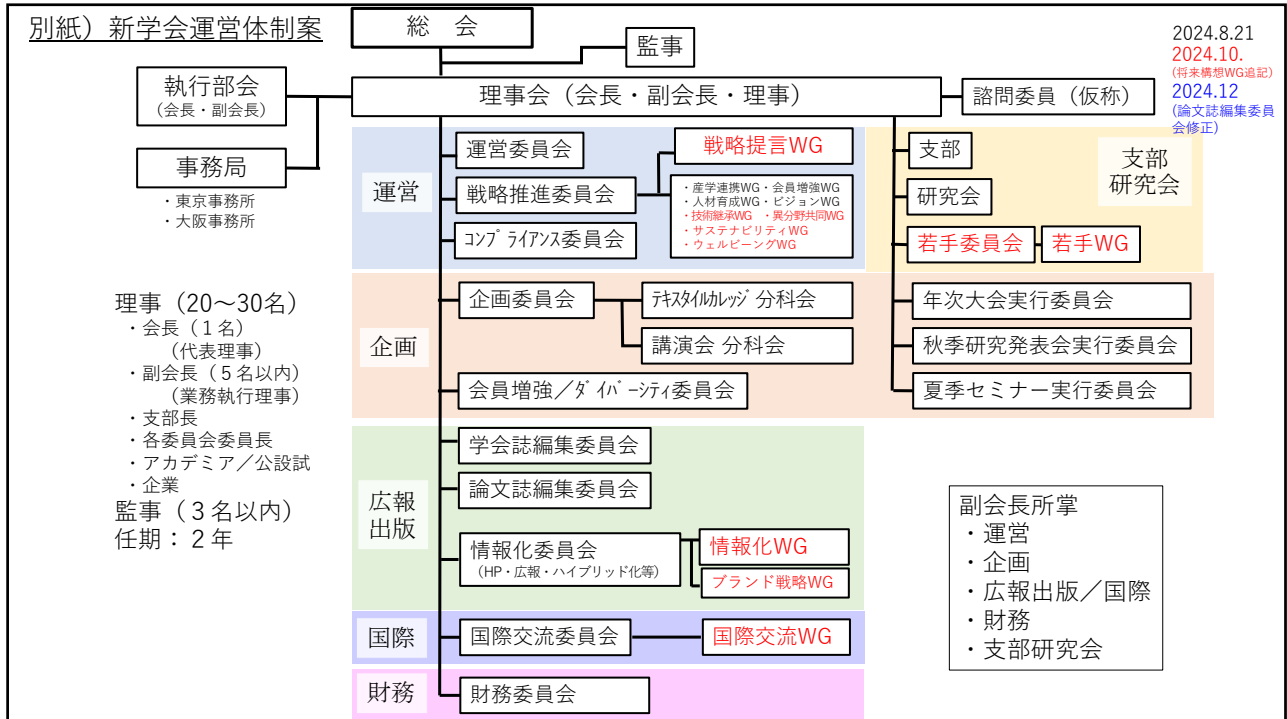 別紙）新学会運営体制案
総　会
監事
2024.8.21
2024.10.
(将来構想WG追記)
2024.12
(論文誌編集委員
会修正)
執行部会
(会長・副会長)
理事会（会長・副会長・理事）
諮問委員（仮称）
事務局
・東京事務所
・大阪事務所
運営
運営委員会
戦略推進委員会
コンプライアンス委員会
戦略提言WG
・産学連携WG・会員増強WG
・人材育成WG・ビジョンWG
・技術継承WG　・異分野共同WG
・サステナビリティWG
・ウェルビーングWG
支部
研究会
若手委員会
若手WG
支部
研究会
理事（20～30名）
・会長（１名）
(代表理事)
・副会長（５名以内）
(業務執行理事)
・支部長
・各委員会委員長
・アカデミア／公設試
・企業
監事（３名以内）
任期：２年
企画
企画委員会
テキスタイルカレッジ 分科会
講演会 分科会
会員増強／ダイバーシティ委員会
年次大会実行委員会
秋季研究発表会実行委員会
夏季セミナー実行委員会
広報
出版
学会誌編集委員会
論文誌編集委員会
情報化委員会
（HP・広報・ハイブリッド化等）
情報化WG
ブランド戦略WG
国際
国際交流委員会
国際交流WG
財務
財務委員会
副会長所掌
・運営
・企画
・広報出版／国際
・財務
・支部研究会